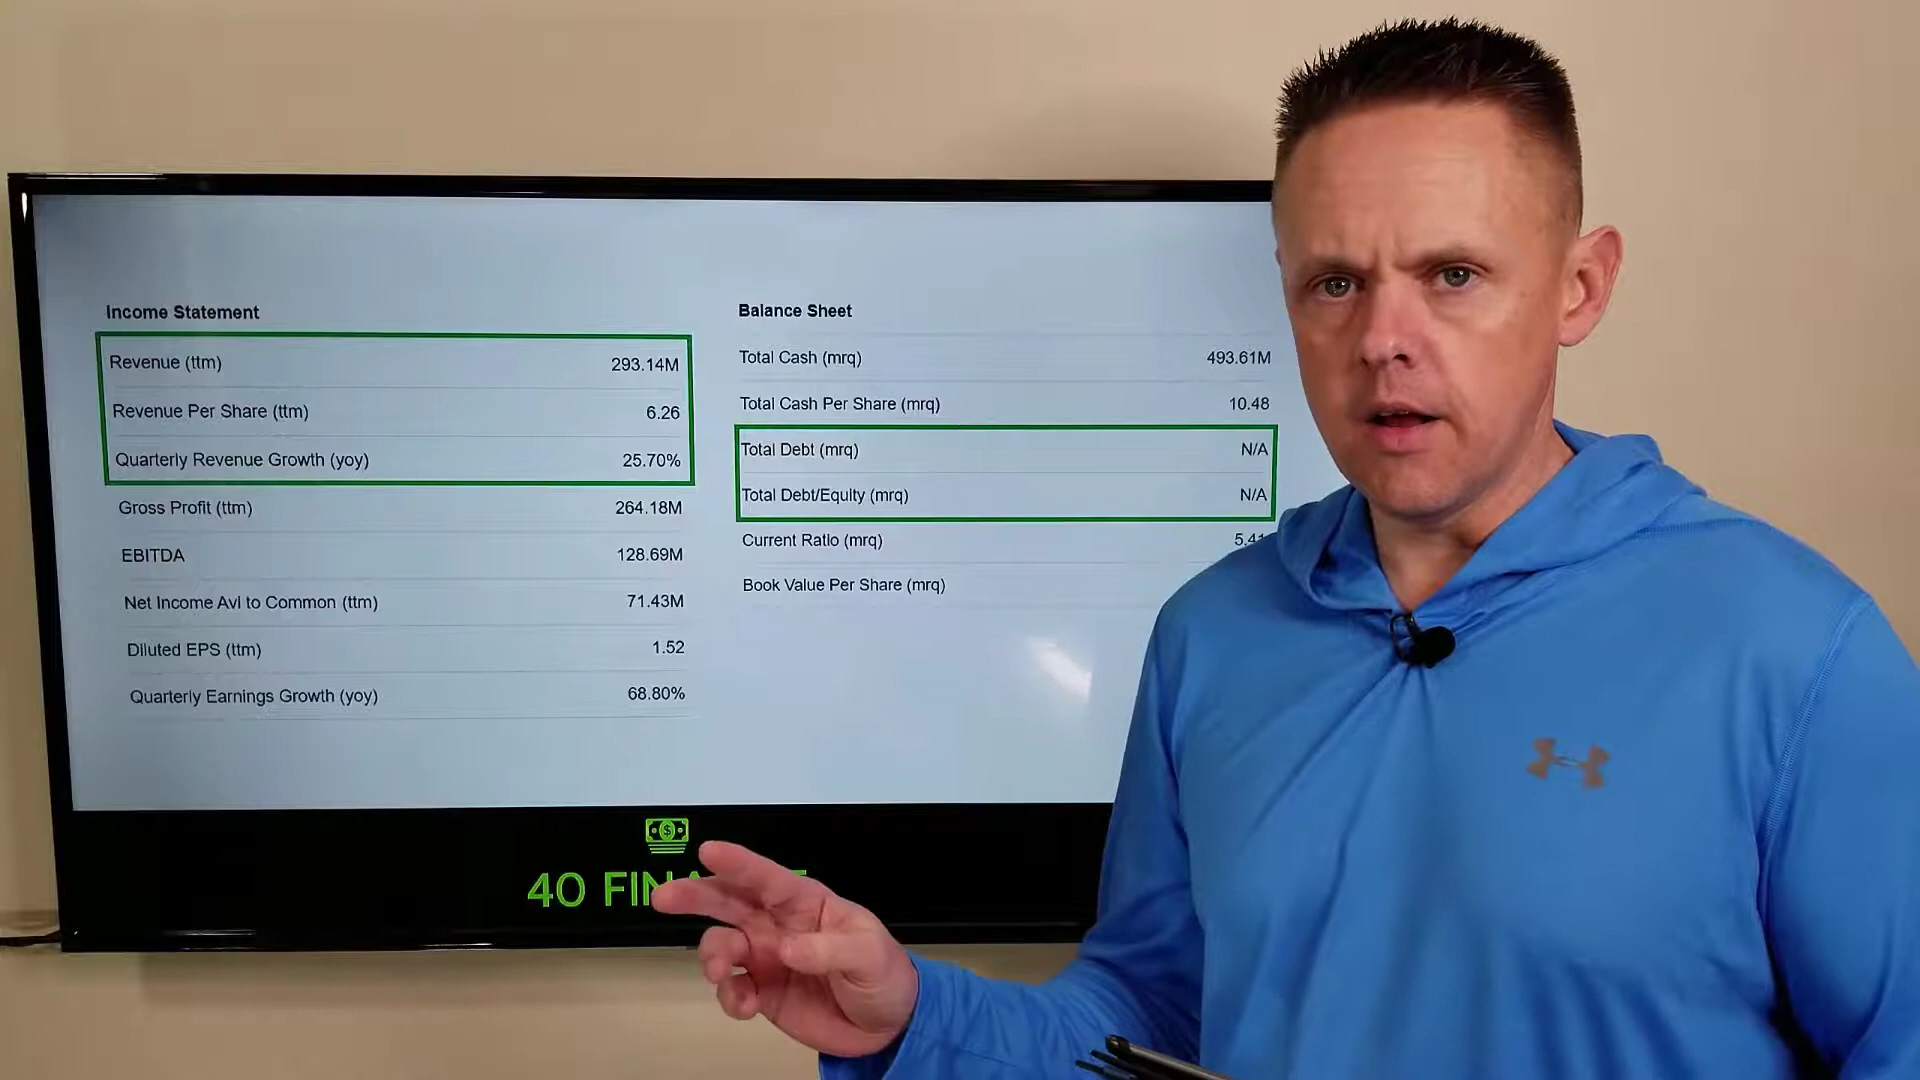 Income Statement
Revenue (ttm) 293.14M
Revenue Per Share (ttm) 6.26
Quarterly Revenue Growth (yoy) 25.70%
Gross Profit (ttm) 264.18M
EBITDA 128.69M
Net Income Avi to Common (ttm) 71.43M
Diluted EPS (ttm) 1.52
Quarterly Earnings Growth (yoy) 68.80%
Balance Sheet
Total Cash (mrq) 493.61M
Total Cash Per Share (mrq) 10.48
Total Debt (mrq) N/A
Total Debt/Equity (mrq) N/A
Current Ratio (mrq) 5.41
Book Value Per Share (mrq)
40